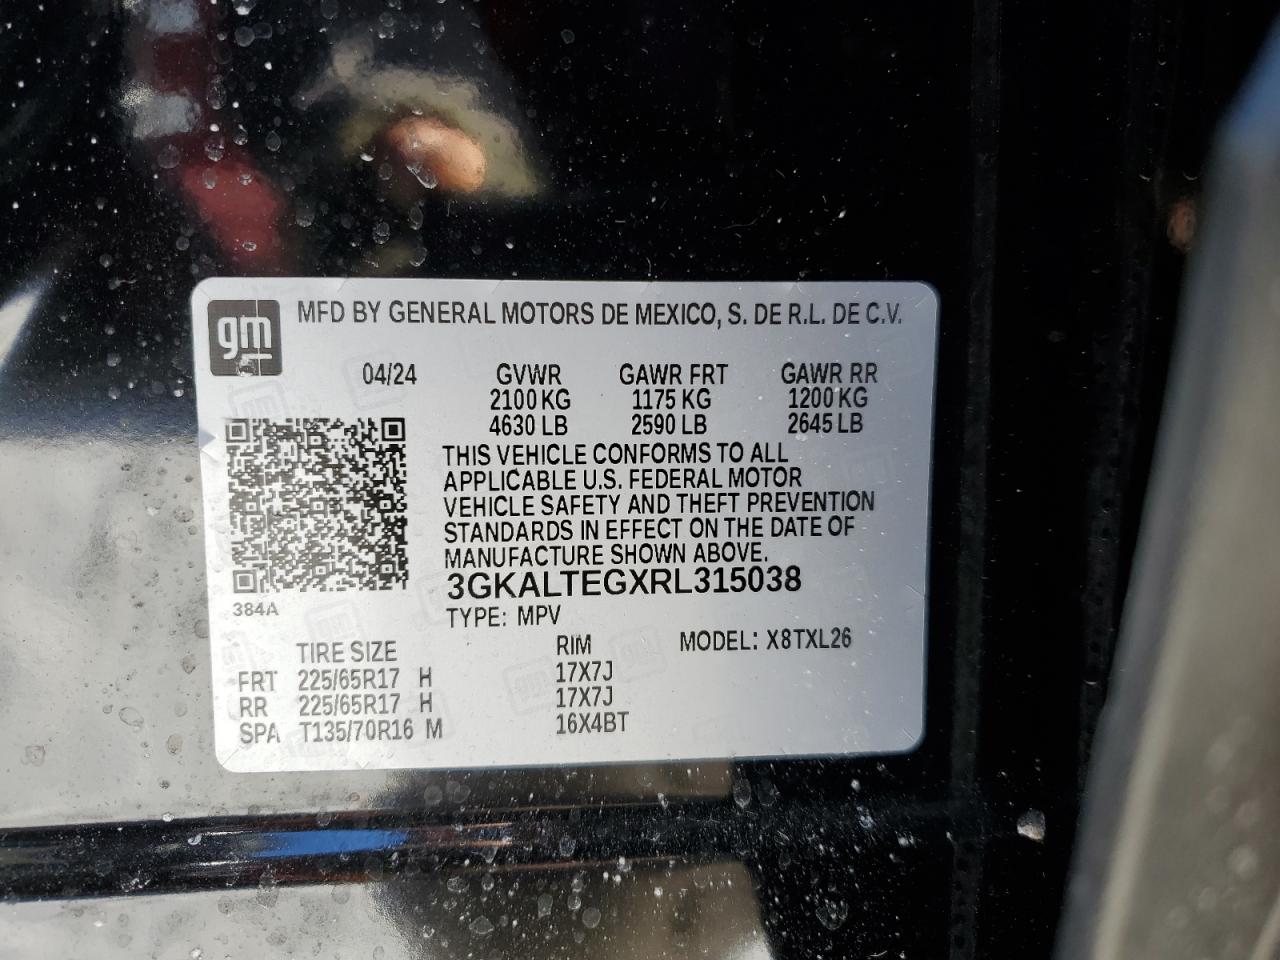 gm
MFD BY GENERAL MOTORS DE MEXICO, S. DE R.L. DE C.V.
04/24 GVWR GAWR FRT GAWR RR
2100 KG 1175 KG 1200 KG
4630 LB 2590 LB 2645 LB
THIS VEHICLE CONFORMS TO ALL
APPLICABLE U.S. FEDERAL MOTOR
VEHICLE SAFETY AND THEFT PREVENTION
STANDARDS IN EFFECT ON THE DATE OF
MANUFACTURE SHOWN ABOVE.
3GKALTEGXRL315038
384A
TYPE: MPV
TIRE SIZE RIM MODEL: X8TXL26
FRT 225/65R17 H 17X7J
RR 225/65R17 H 17X7J
SPA T135/70R16 M 16X4BT